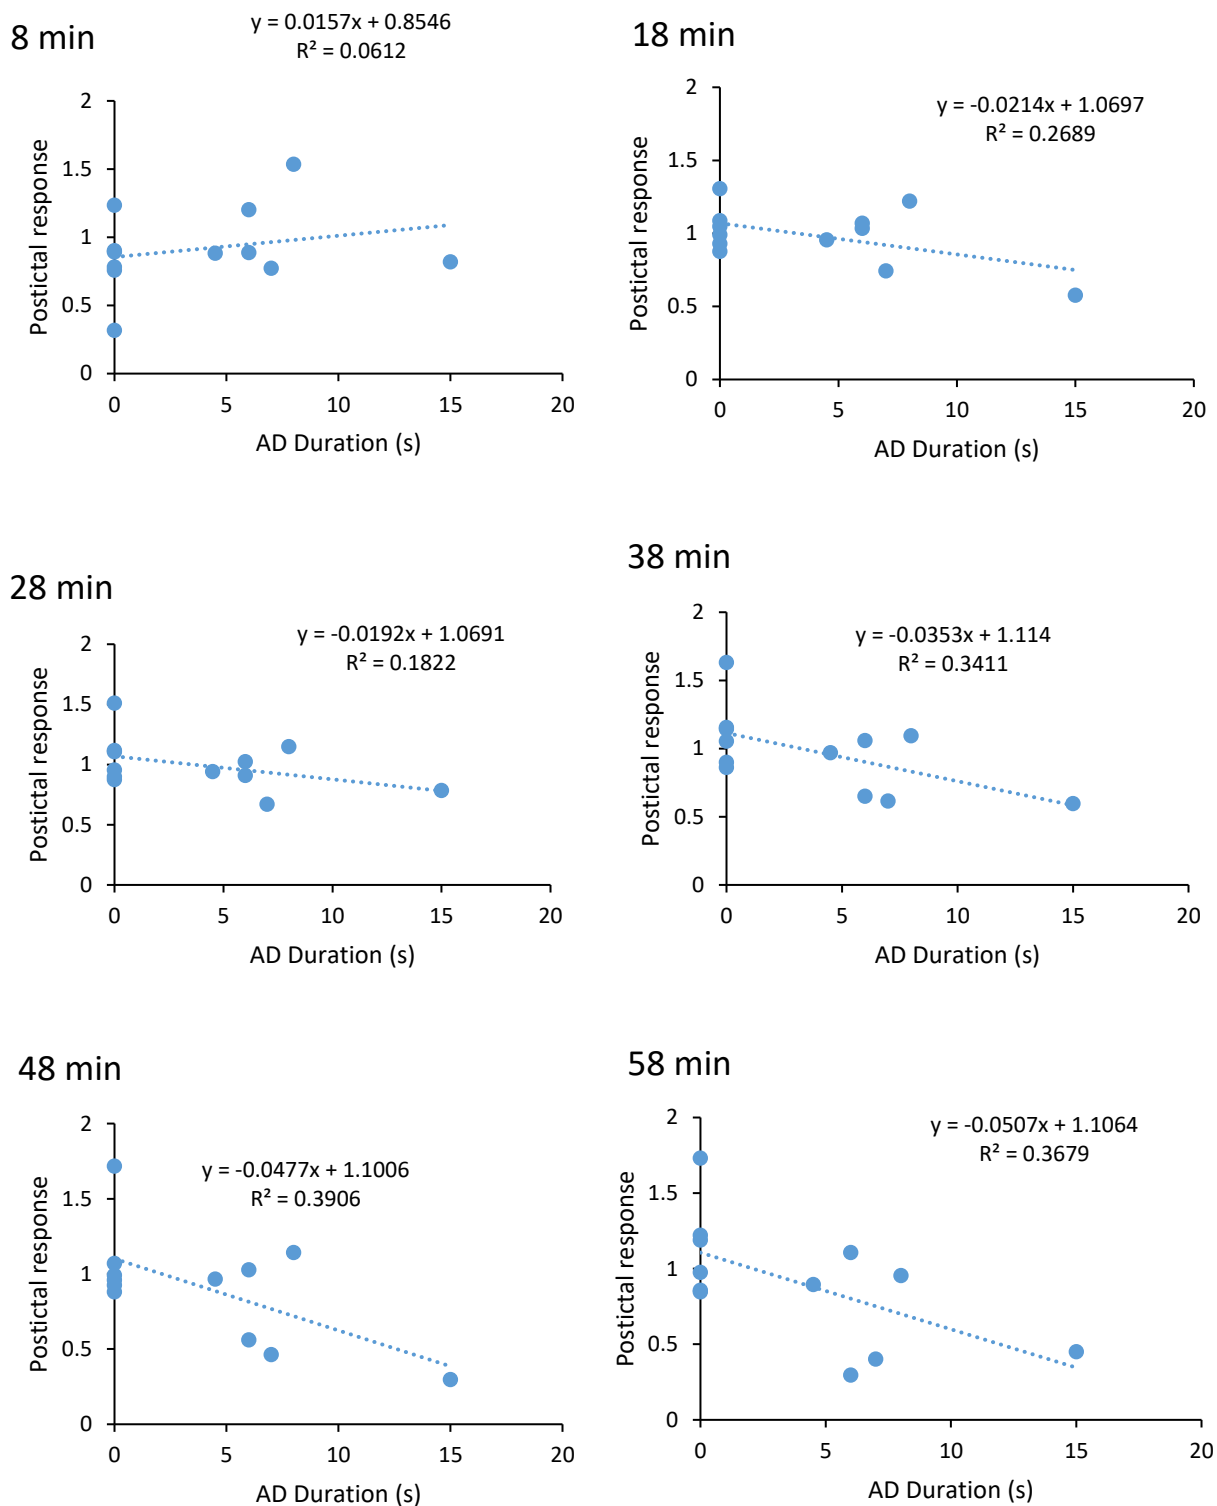 8 min
y = 0.0157x + 0.8546
R² = 0.0612
Postictal response
2
1.5
1
0.5
0
0 5 10 15 20
AD Duration (s)
18 min
y = -0.0214x + 1.0697
R² = 0.2689
Postictal response
2
1.5
1
0.5
0
0 5 10 15 20
AD Duration (s)
28 min
y = -0.0192x + 1.0691
R² = 0.1822
Postictal response
2
1.5
1
0.5
0
0 5 10 15 20
AD Duration (s)
38 min
y = -0.0353x + 1.114
R² = 0.3411
Postictal response
2
1.5
1
0.5
0
0 5 10 15 20
AD Duration (s)
48 min
y = -0.0477x + 1.1006
R² = 0.3906
Postictal response
2
1.5
1
0.5
0
0 5 10 15 20
AD Duration (s)
58 min
y = -0.0507x + 1.1064
R² = 0.3679
Postictal response
2
1.5
1
0.5
0
0 5 10 15 20
AD Duration (s)